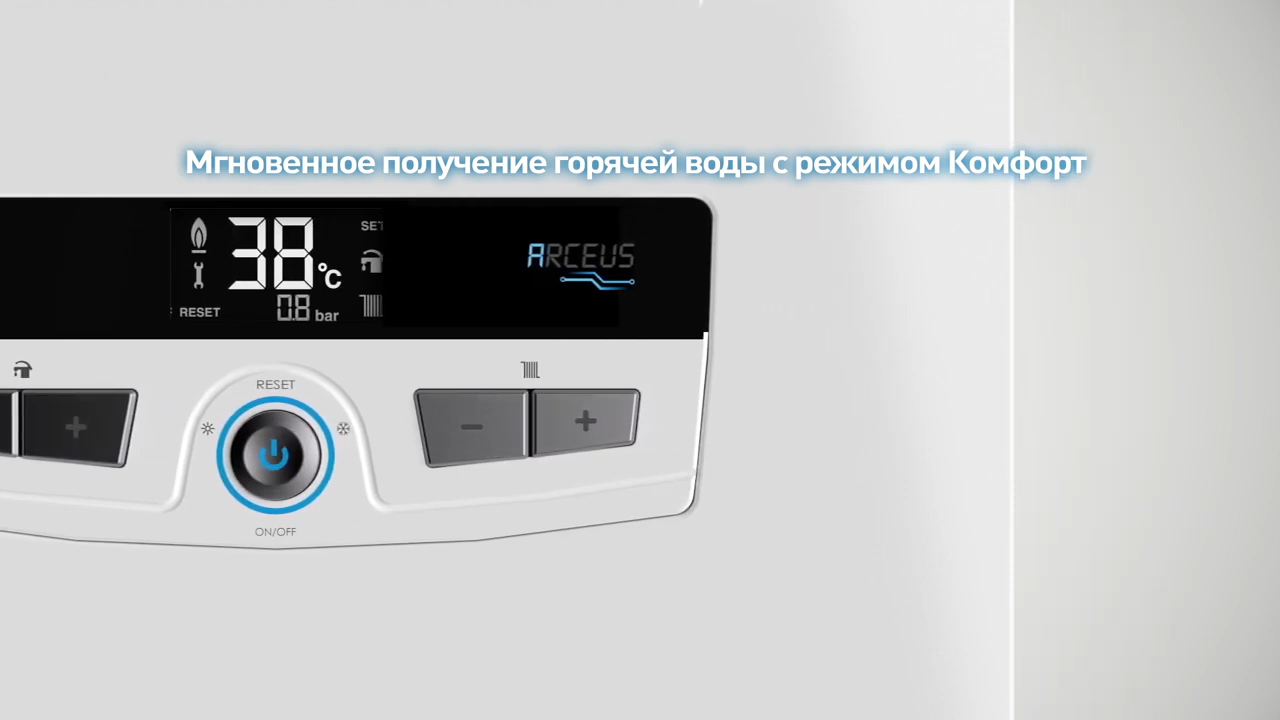 Мгновенное получение горячей воды с режимом Комфорт
38 °C
SET
ARCEUS
RESET
0.8 bar
RESET
ON/OFF